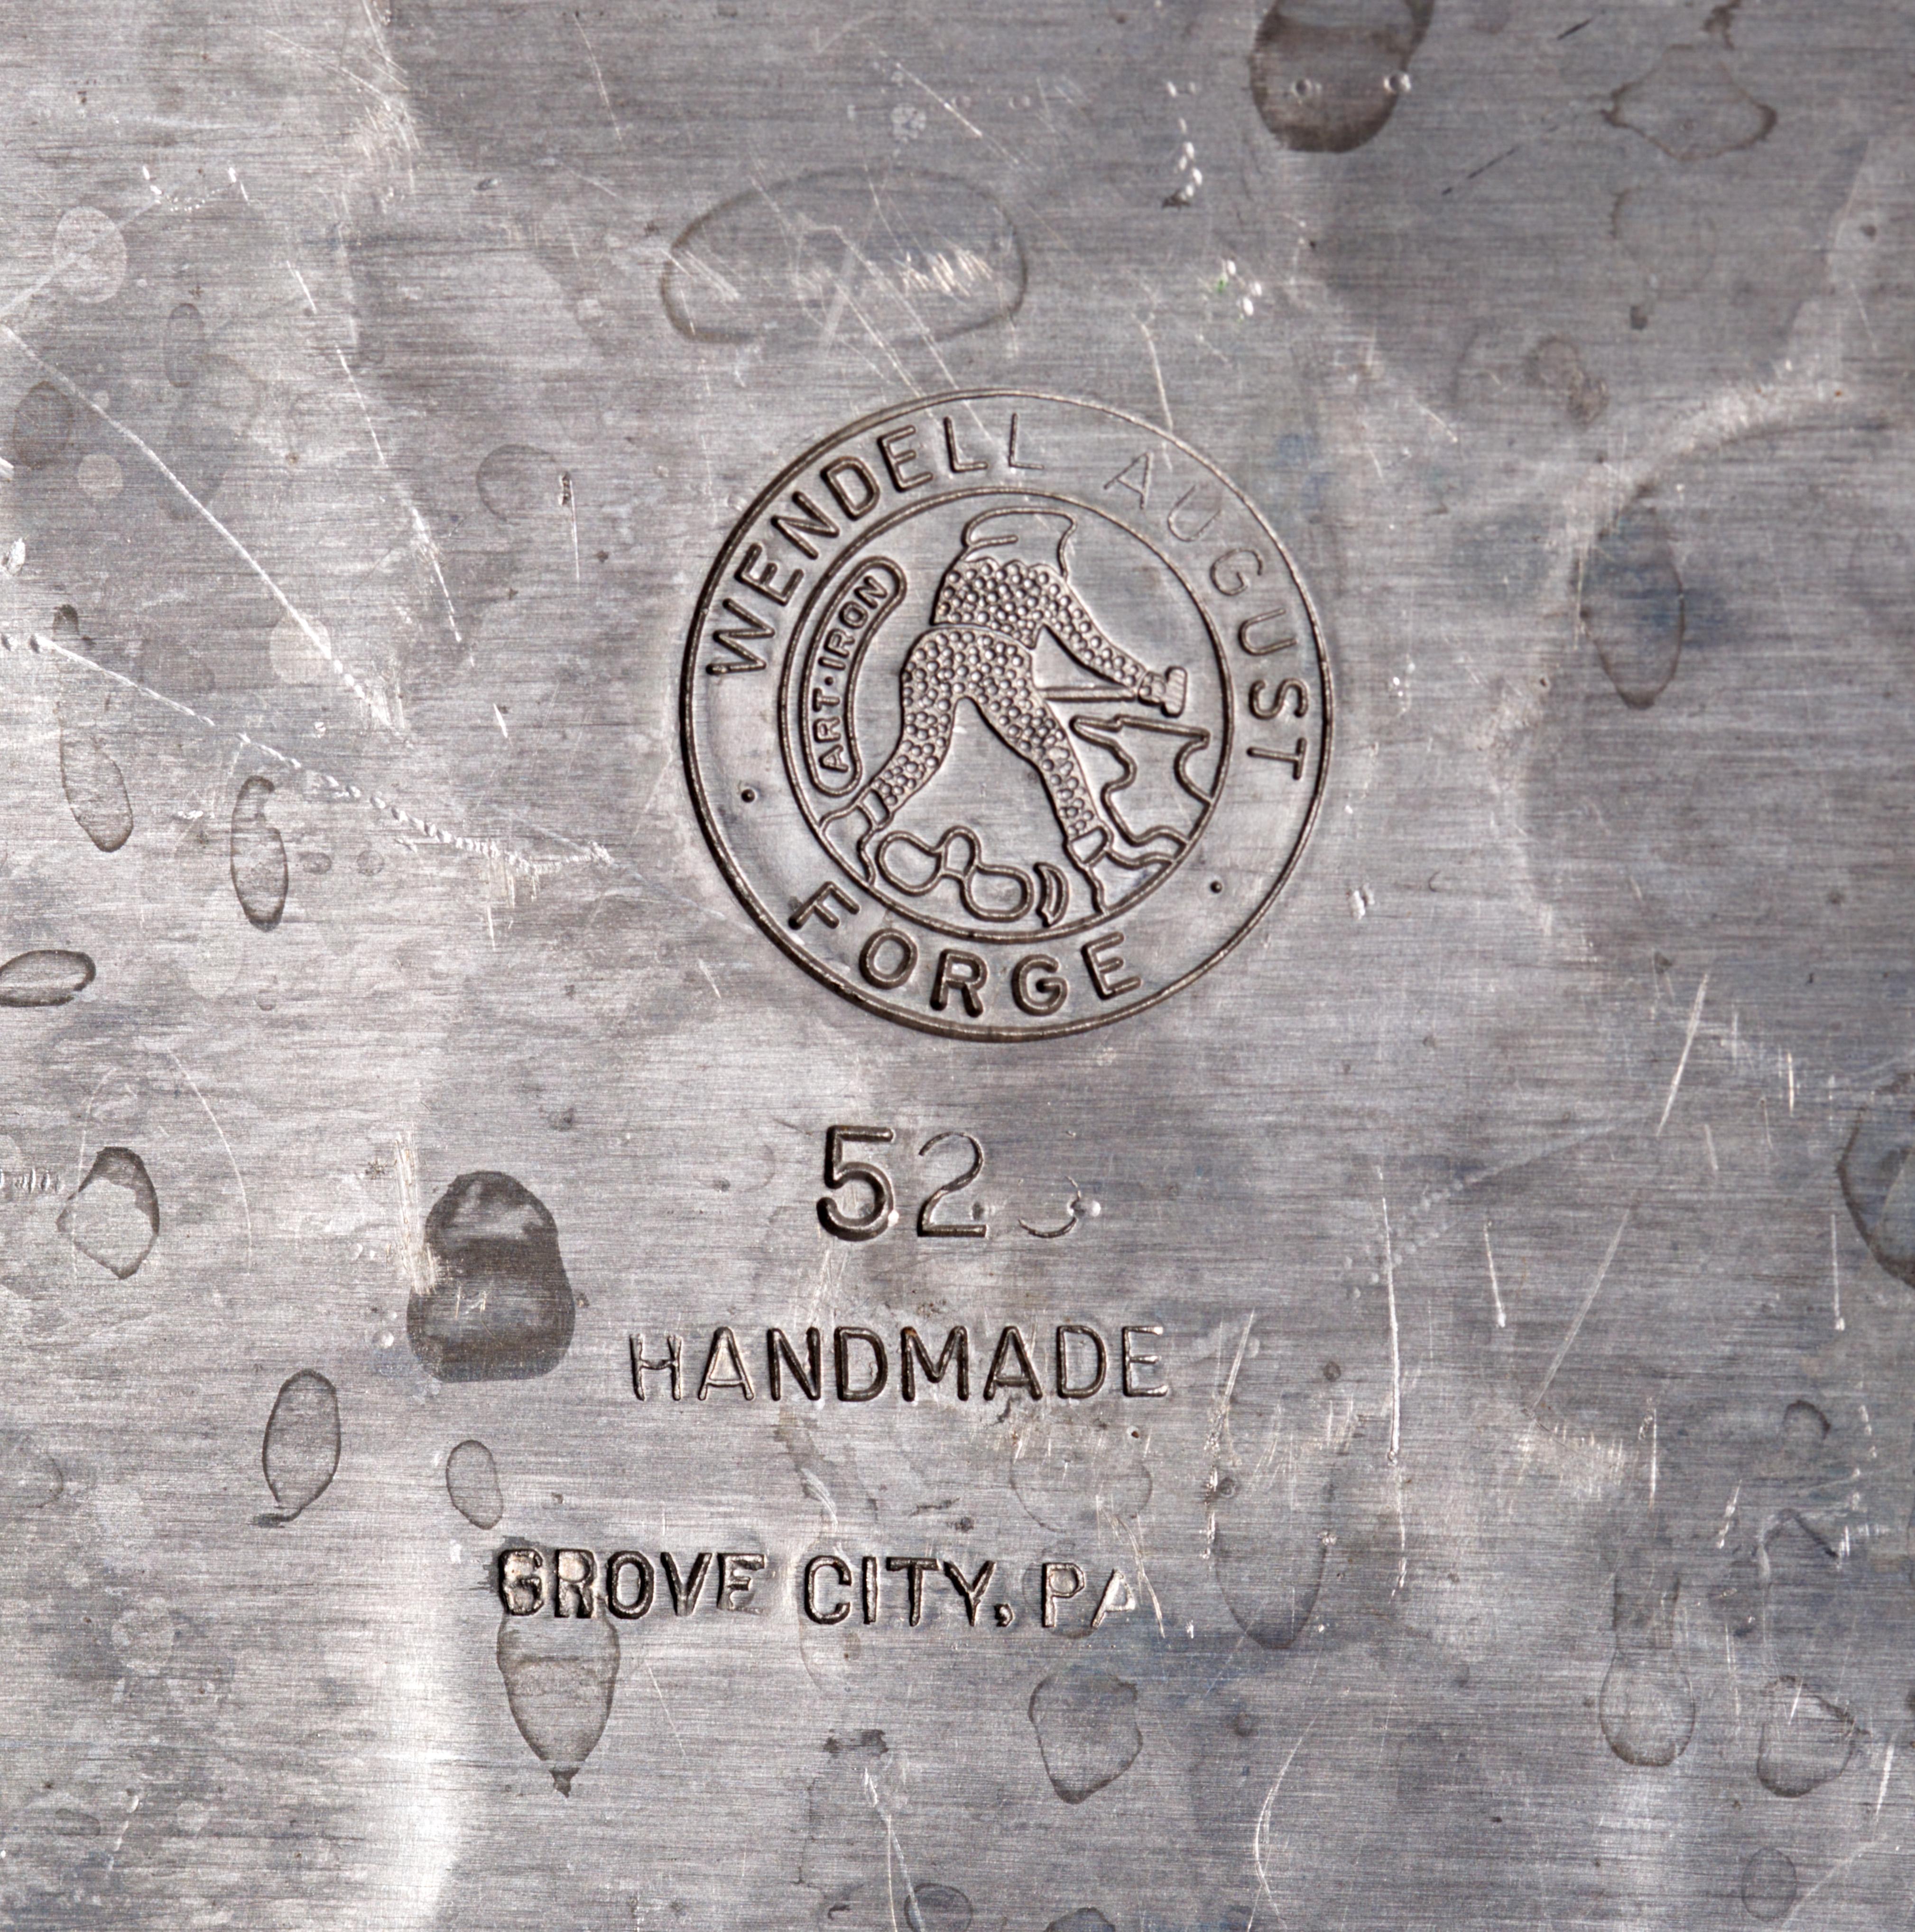 WENDELL AUGUST
ART·IRON
FORGE
52
HANDMADE
GROVE CITY, PA